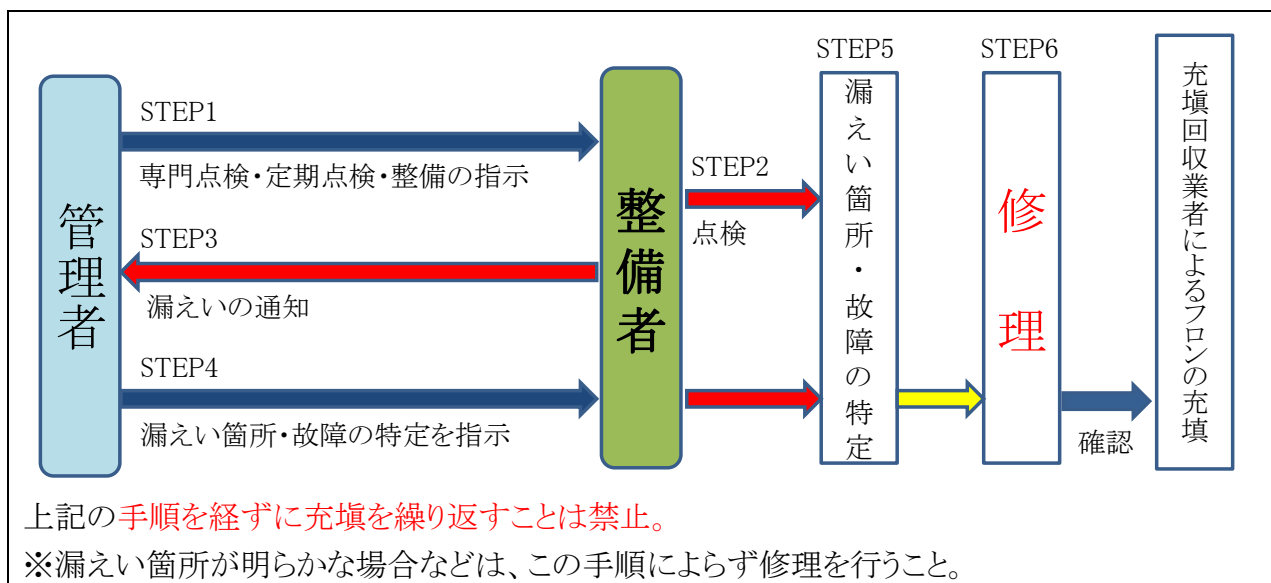 管理者
STEP1
専門点検・定期点検・整備の指示
STEP3
漏えいの通知
STEP4
漏えい箇所・故障の特定を指示
整備者
STEP2
点検
STEP5
漏えい箇所・故障の特定
STEP6
修理
確認
充塡回収業者によるフロンの充塡
上記の手順を経ずに充塡を繰り返すことは禁止。
※漏えい箇所が明らかな場合などは、この手順によらず修理を行うこと。